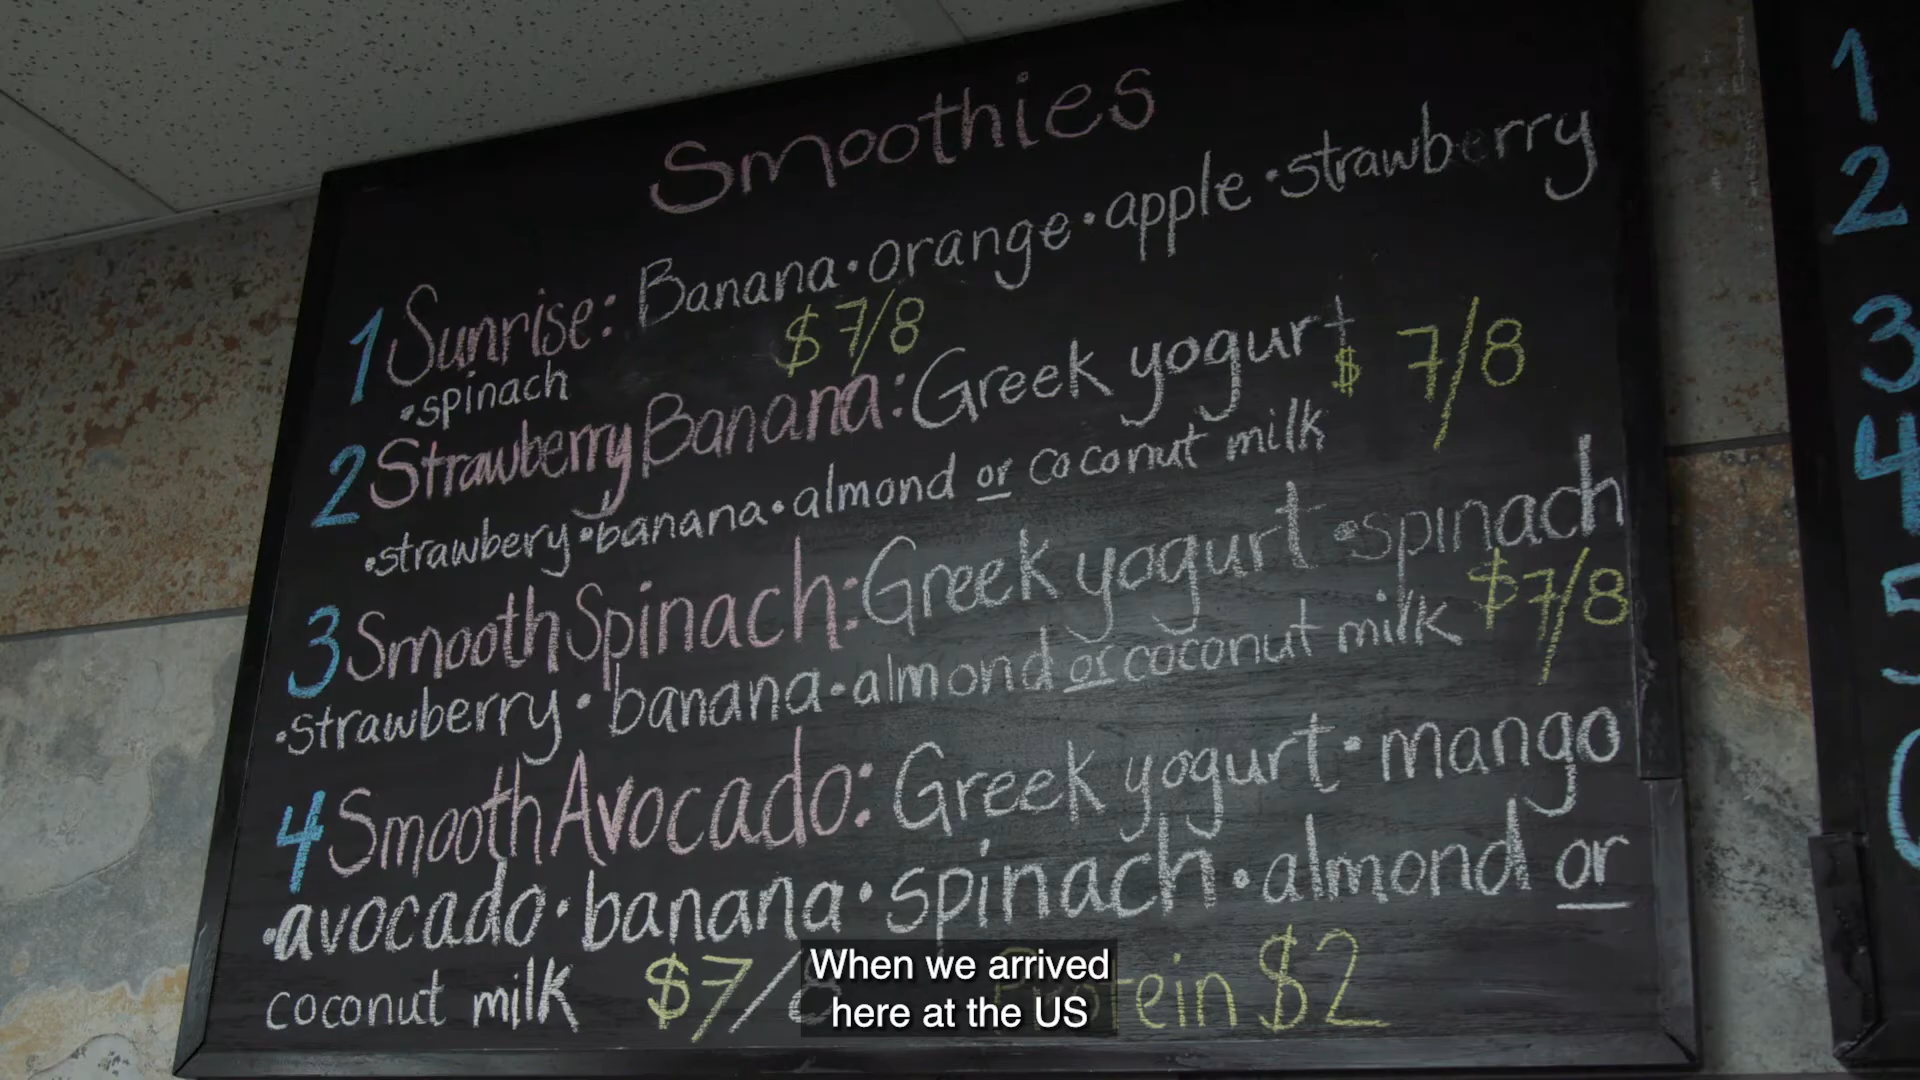 Smoothies
1 Sunrise: Banana • orange • apple • strawberry
• spinach $7/8
2 Strawberry Banana: Greek yogurt $7/8
• strawbery • banana • almond or coconut milk
3 Smooth Spinach: Greek yogurt • spinach
• strawberry • banana • almond or coconut milk $7/8
4 Smooth Avocado: Greek yogurt • mango
• avocado • banana • spinach • almond or
coconut milk $7/8 Protein $2
When we arrived
here at the US
1
2
3
4
5